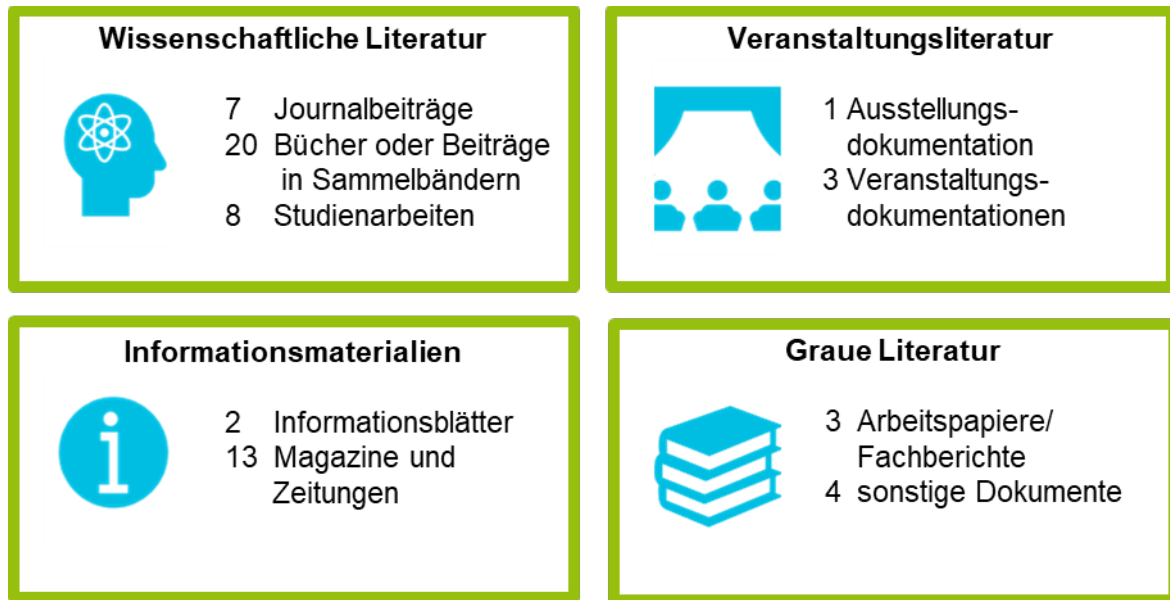 Wissenschaftliche Literatur
7 Journalbeiträge
20 Bücher oder Beiträge
in Sammelbändern
8 Studienarbeiten
Veranstaltungsliteratur
1 Ausstellungs-
dokumentation
3 Veranstaltungs-
dokumentationen
Informationsmaterialien
2 Informationsblätter
13 Magazine und
Zeitungen
Graue Literatur
3 Arbeitspapiere/
Fachberichte
4 sonstige Dokumente